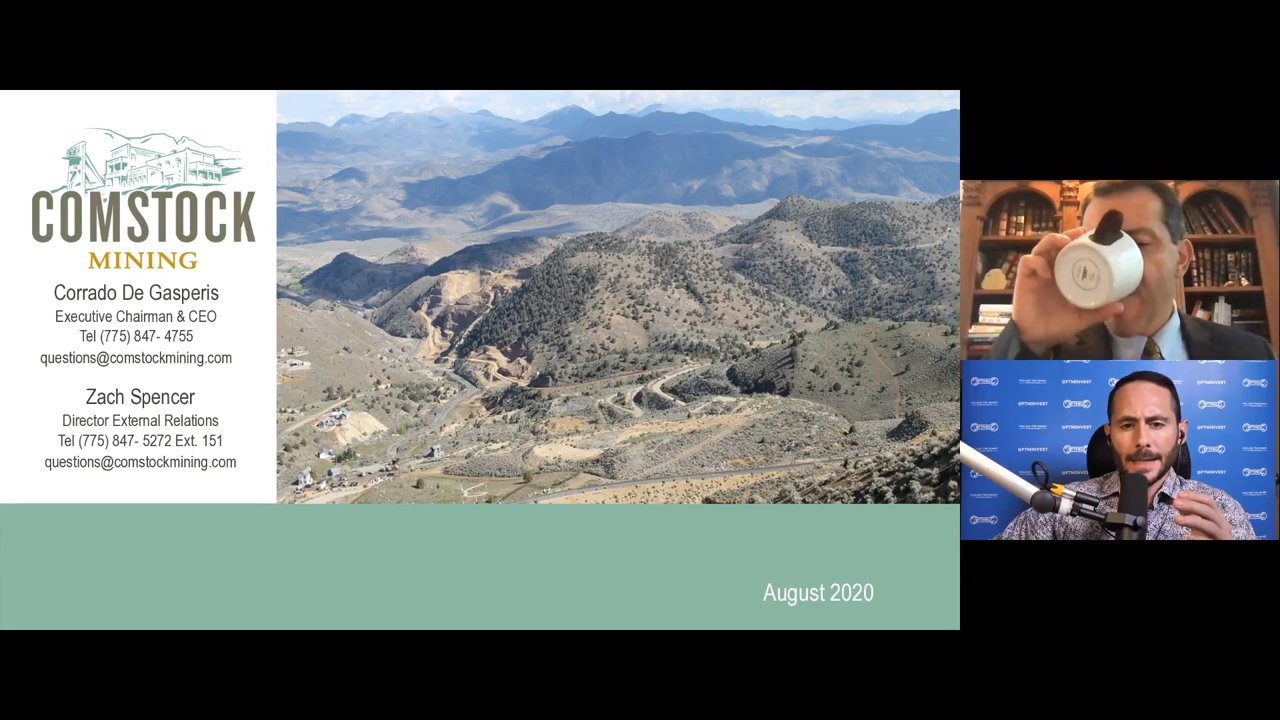 COMSTOCK
MINING
Corrado De Gasperis
Executive Chairman & CEO
Tel (775) 847- 4755
questions@comstockmining.com
Zach Spencer
Director External Relations
Tel (775) 847- 5272 Ext. 151
questions@comstockmining.com
August 2020
@FTMINVEST